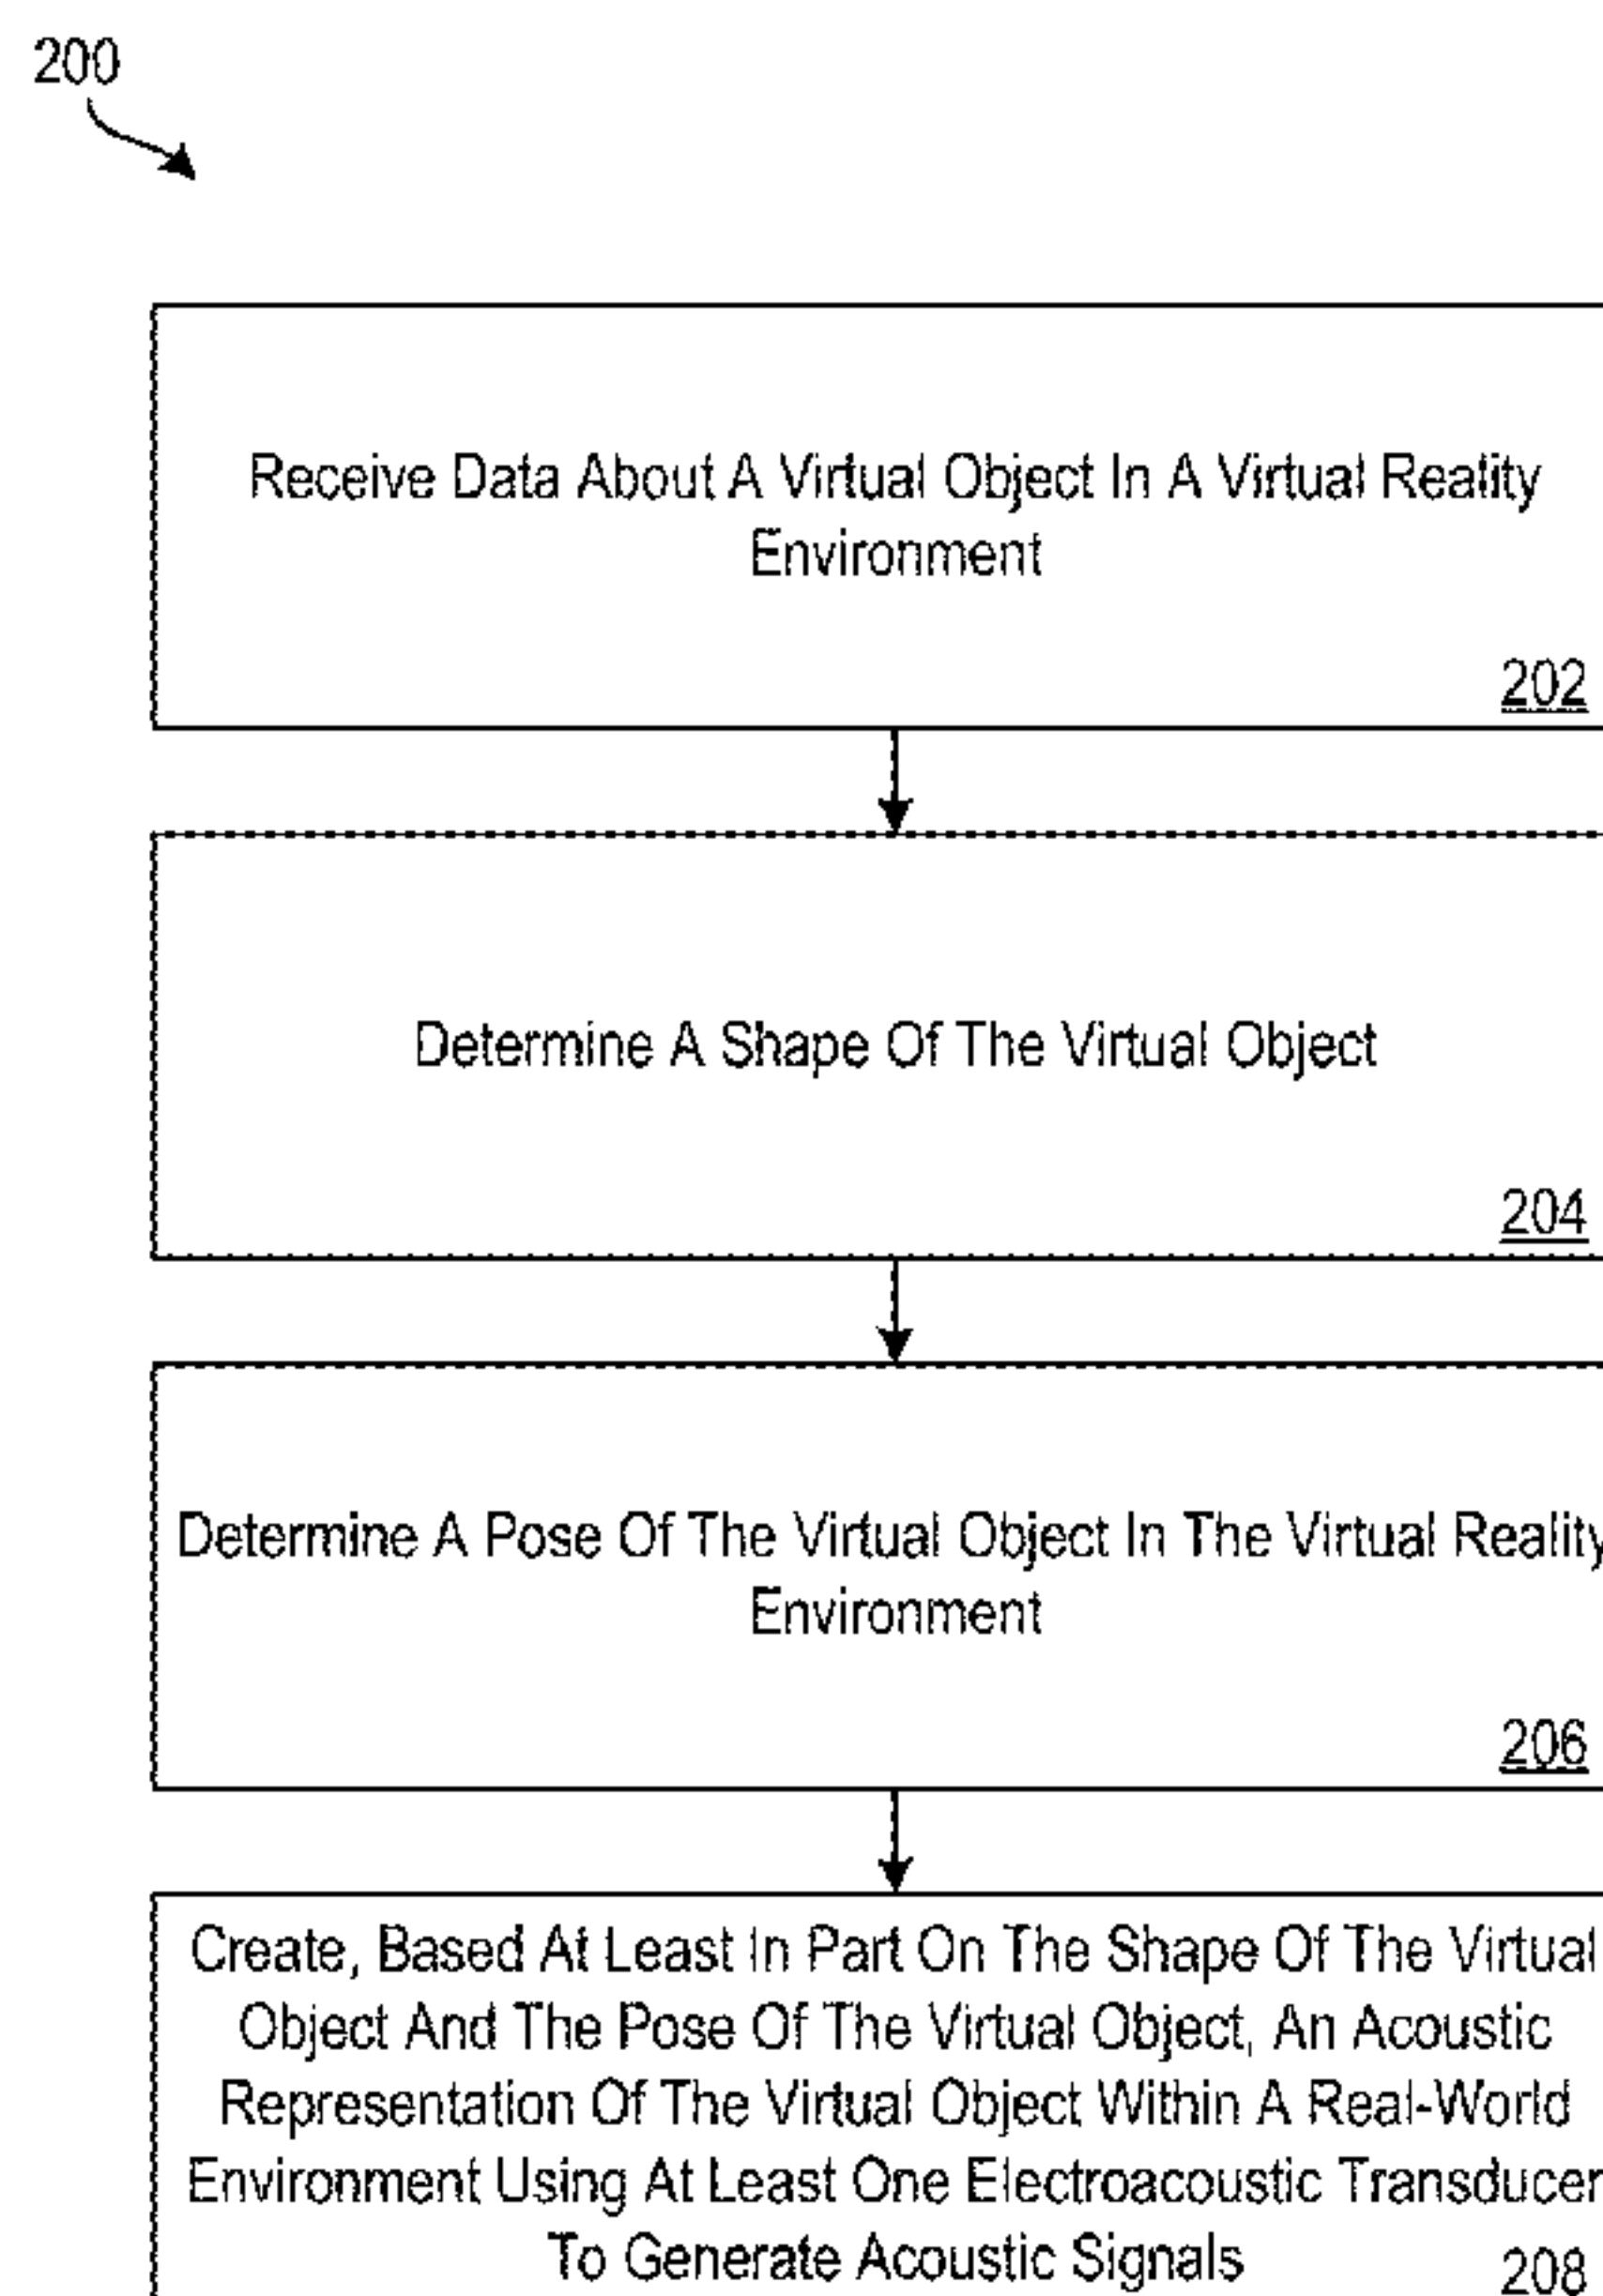 200
Receive Data About A Virtual Object In A Virtual Reality
Environment
202
Determine A Shape Of The Virtual Object
204
Determine A Pose Of The Virtual Object In The Virtual Reality
Environment
206
Create, Based At Least In Part On The Shape Of The Virtual
Object And The Pose Of The Virtual Object, An Acoustic
Representation Of The Virtual Object Within A Real-World
Environment Using At Least One Electroacoustic Transducer
To Generate Acoustic Signals
208